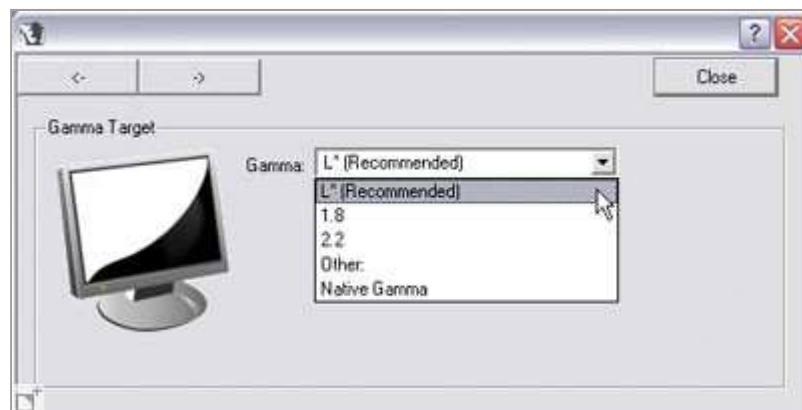 ?
<- ->
Close
Gamma Target
Gamma: L* (Recommended)
L* (Recommended)
1.8
2.2
Other:
Native Gamma